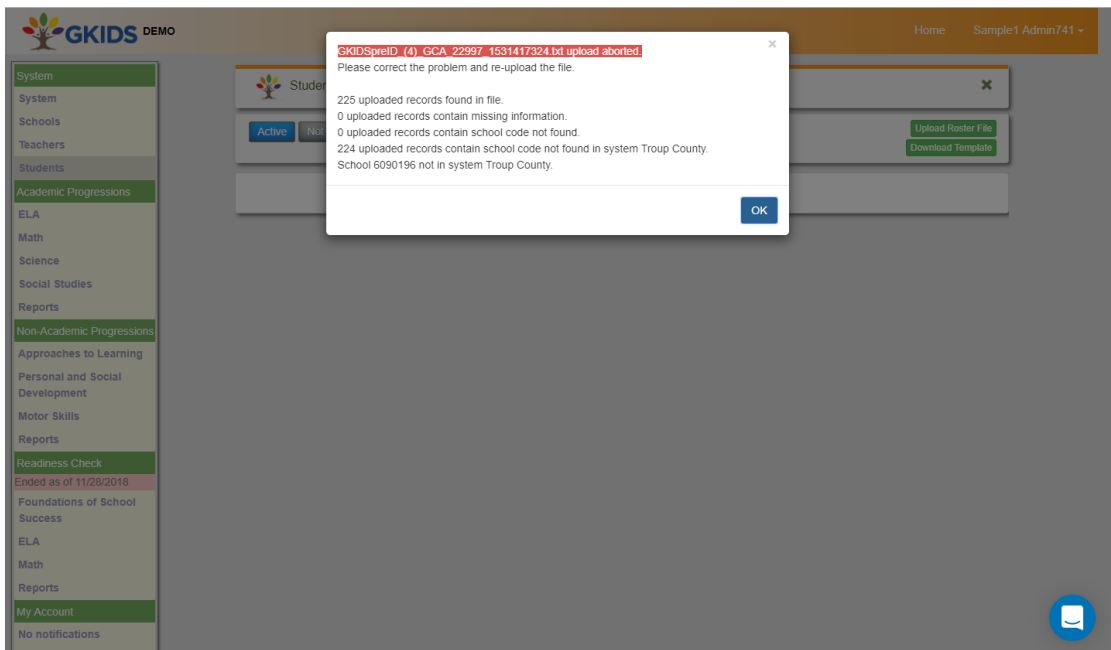 GKIDS DEMO
Home Sample1 Admin741
GKIDSpreID_(4)_GCA_22997_1531417324.txt upload aborted.
×
Please correct the problem and re-upload the file.
225 uploaded records found in file.
0 uploaded records contain missing information.
0 uploaded records contain school code not found.
224 uploaded records contain school code not found in system Troup County.
School 6090196 not in system Troup County.
OK
Studen
Active Not
Upload Roster File
Download Template
System
System
Schools
Teachers
Students
Academic Progressions
ELA
Math
Science
Social Studies
Reports
Non-Academic Progressions
Approaches to Learning
Personal and Social
Development
Motor Skills
Reports
Readiness Check
Ended as of 11/28/2018
Foundations of School
Success
ELA
Math
Reports
My Account
No notifications